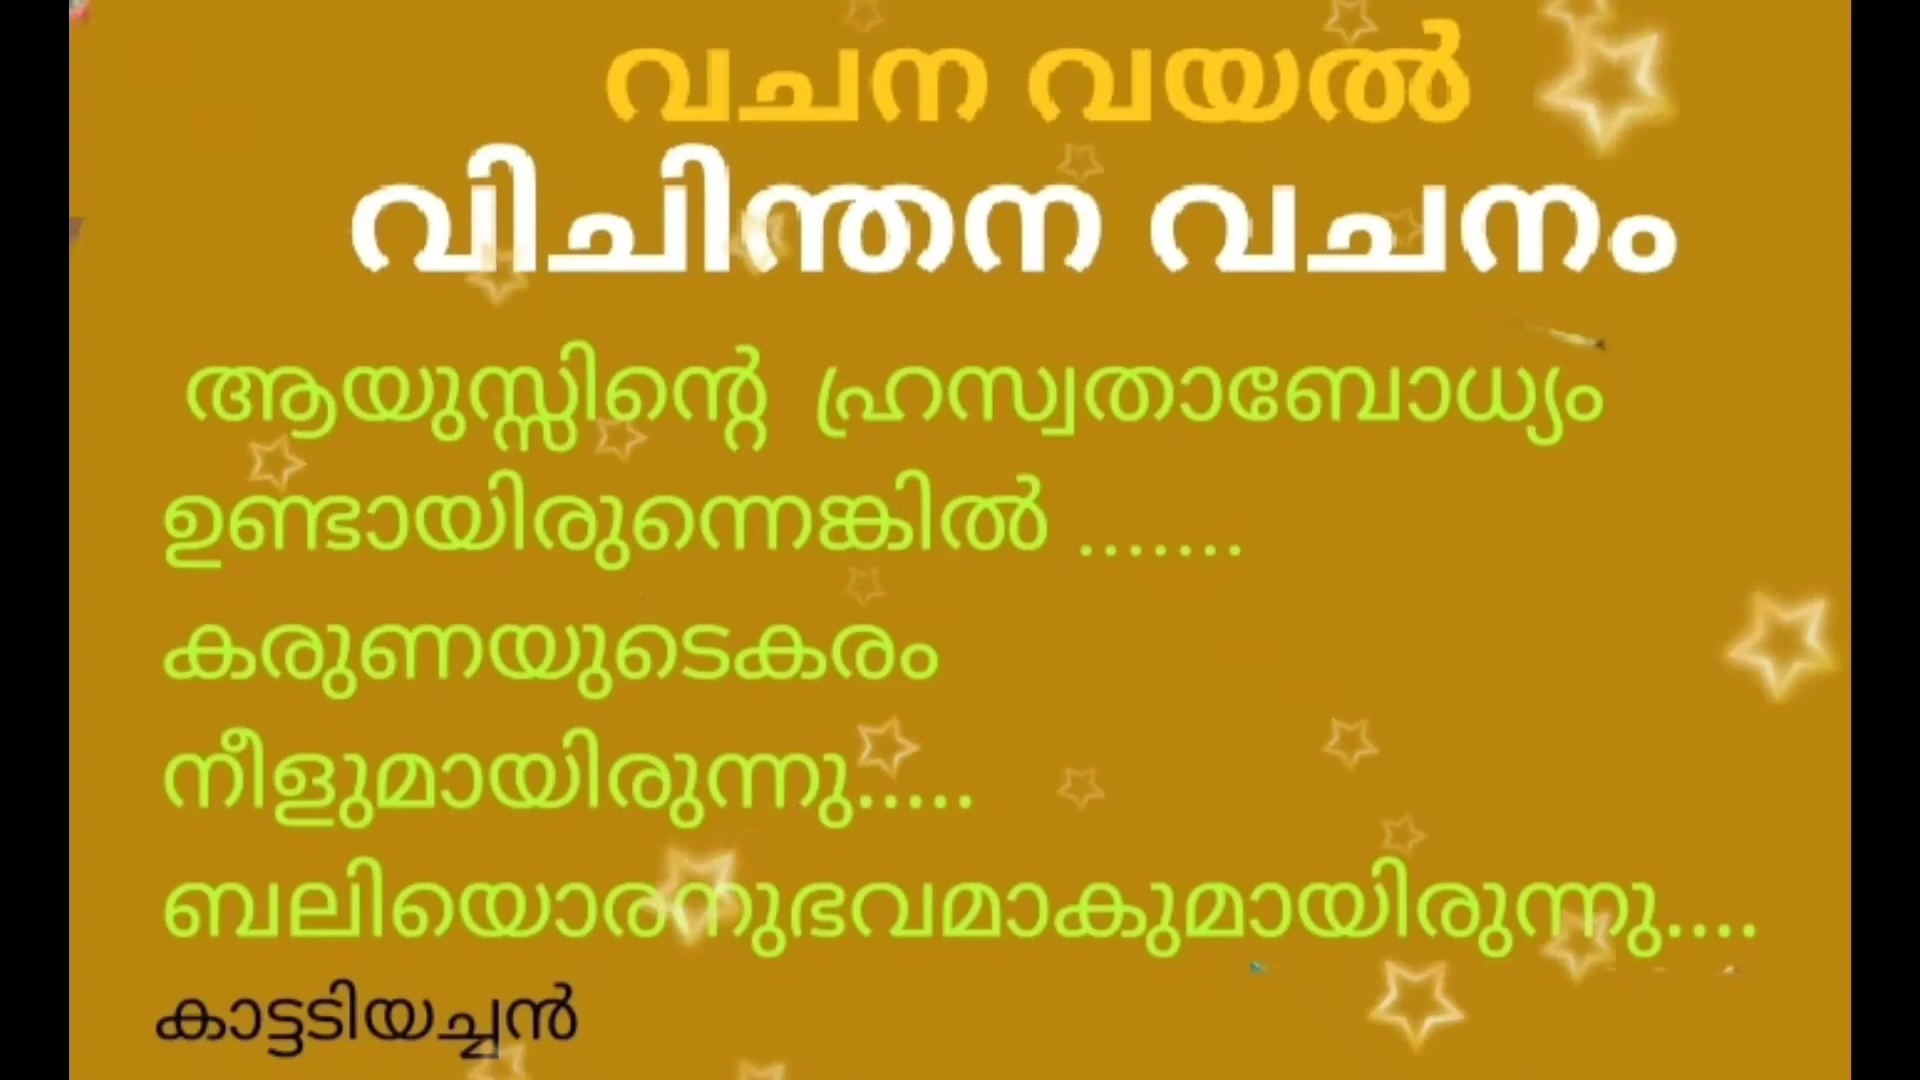 വചന വയൽ
വിചിന്തന വചനം
ആയുസ്സിന്റെ ഹ്രസ്വതാബോധ്യം
ഉണ്ടായിരുന്നെങ്കിൽ .......
കരുണയുടെകരം
നീളുമായിരുന്നു.....
ബലിയൊരനുഭവമാകുമായിരുന്നു....
കാട്ടടിയച്ചൻ